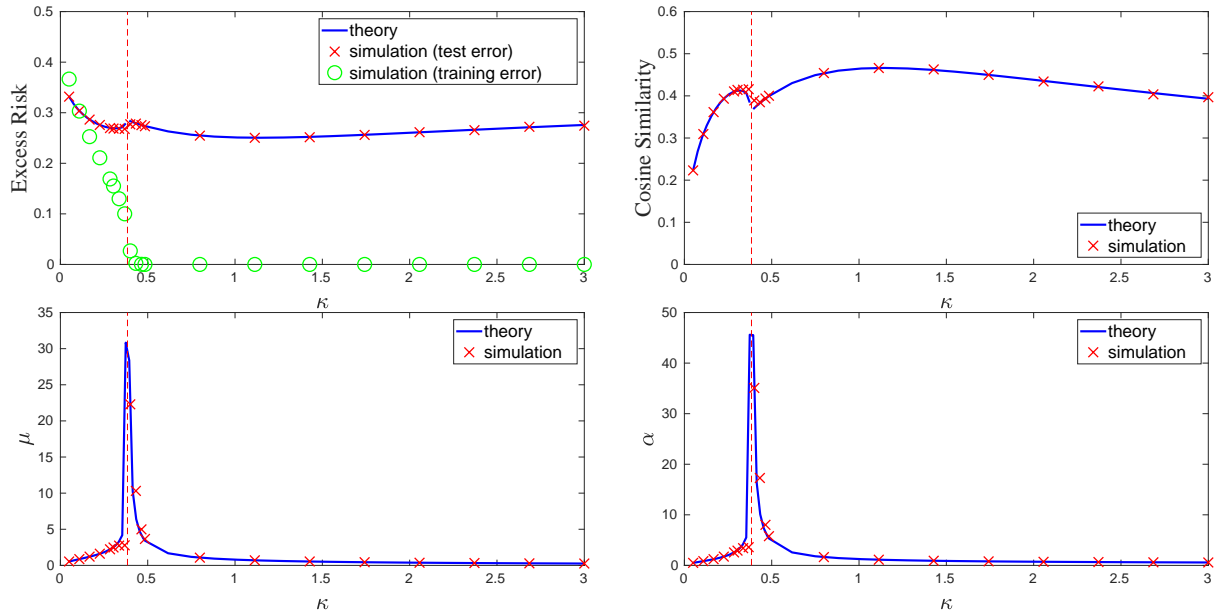 0.5
0.4
0.3
0.2
0.1
0
Excess Risk
theory
simulation (test error)
simulation (training error)
0 0.5 1 1.5 2 2.5 3
κ
0.6
0.5
0.4
0.3
0.2
0.1
0
Cosine Similarity
theory
simulation
0 0.5 1 1.5 2 2.5 3
κ
35
30
25
20
15
10
5
0
μ
theory
simulation
0 0.5 1 1.5 2 2.5 3
κ
50
40
30
20
10
0
α
theory
simulation
0 0.5 1 1.5 2 2.5 3
κ